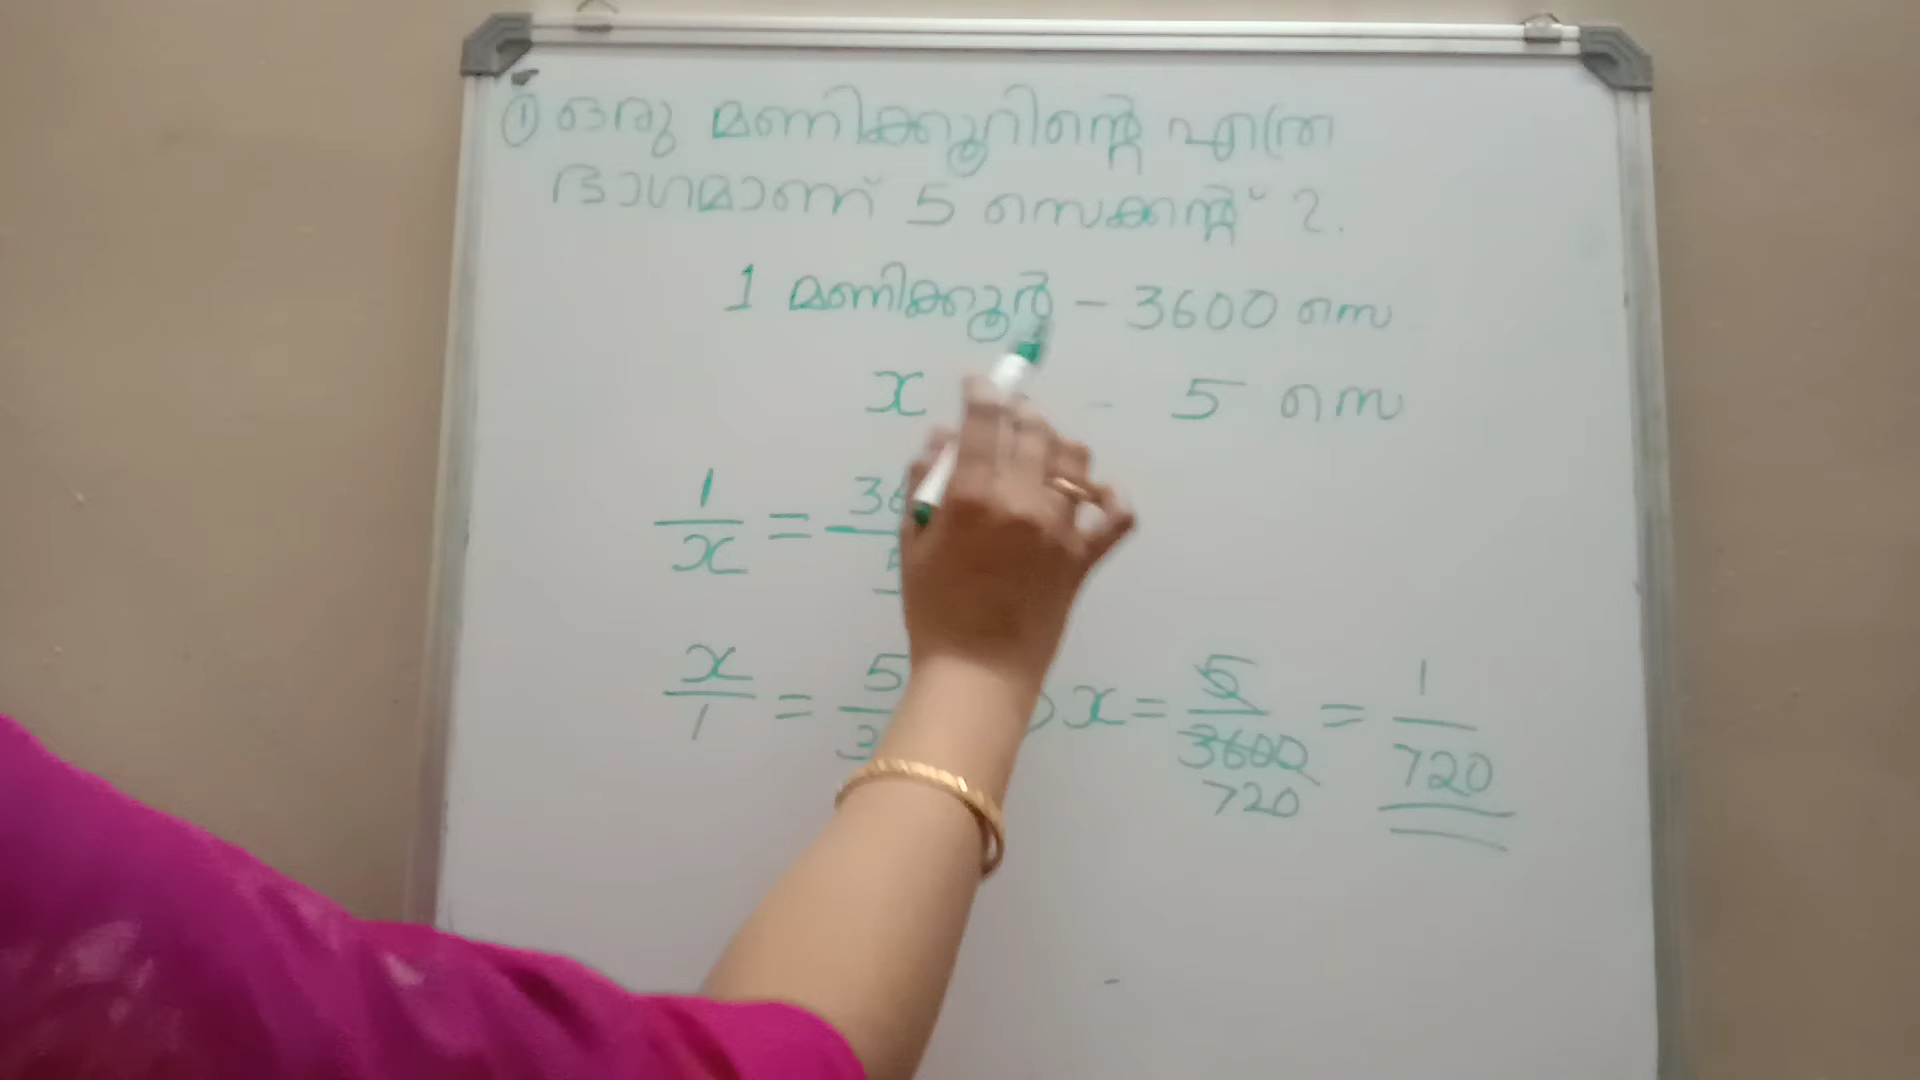 ① ഒരു മണിക്കൂറിന്റെ എത്ര
ഭാഗമാണ് 5 സെക്കന്റ് ?.
1 മണിക്കൂർ - 3600 സെ
x - 5 സെ
1/x = 36
x/1 = 5/3 x = 5/3600 = 1/720
720